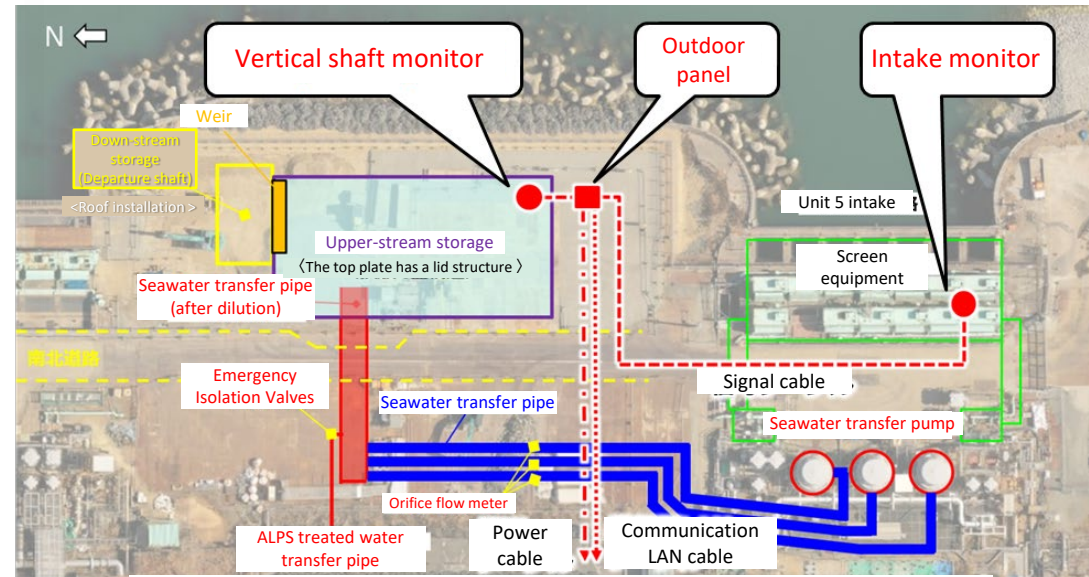 N
Vertical shaft monitor
Outdoor
panel
Intake monitor
Weir
Down-stream
storage
(Departure shaft)
<Roof installation >
Unit 5 intake
Upper-stream storage
〈The top plate has a lid structure 〉
Screen
equipment
Seawater transfer pipe
(after dilution)
南北道路
Emergency
Isolation Valves
Seawater transfer pipe
Signal cable
Seawater transfer pump
Orifice flow meter
ALPS treated water
transfer pipe
Power
cable
Communication
LAN cable